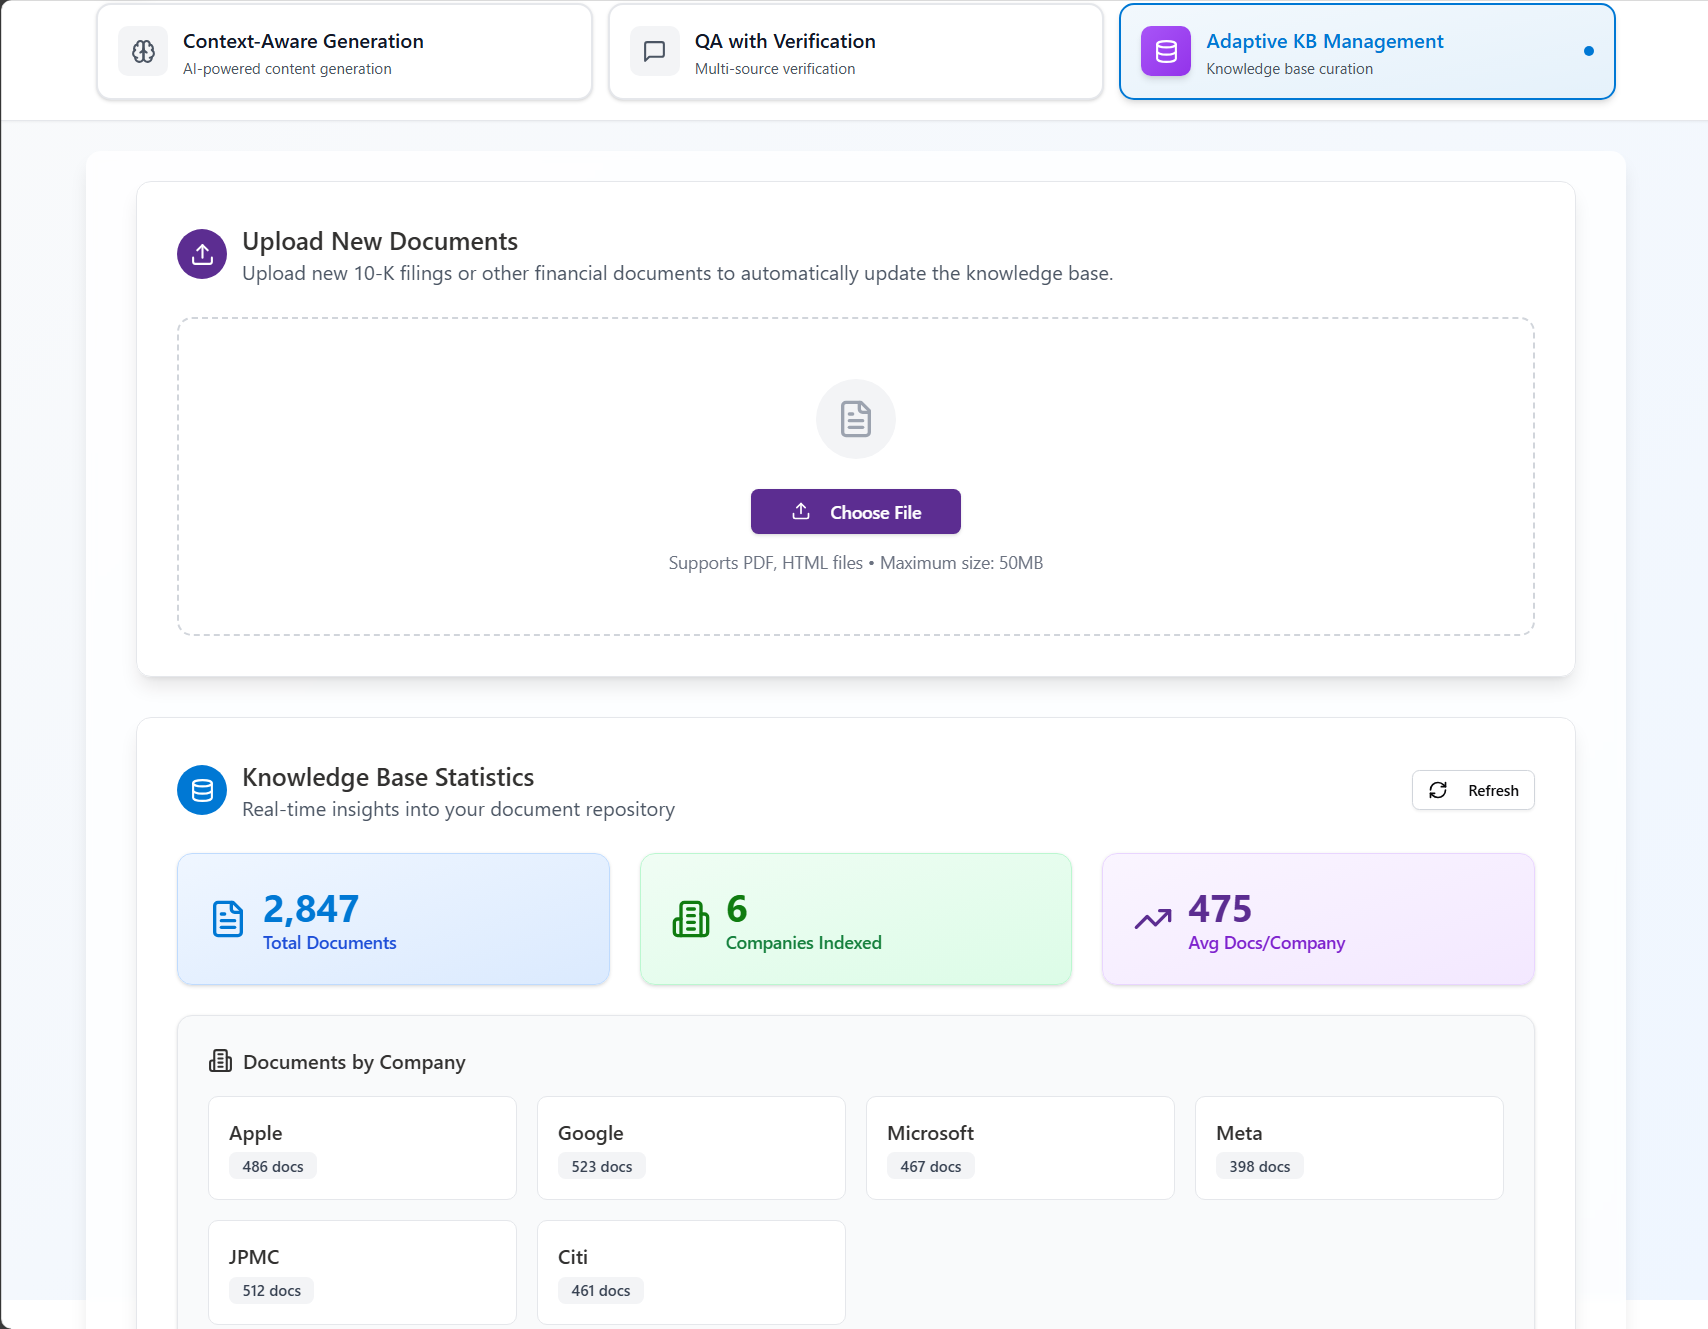 Context-Aware Generation
AI-powered content generation
QA with Verification
Multi-source verification
Adaptive KB Management
Knowledge base curation
Upload New Documents
Upload new 10-K filings or other financial documents to automatically update the knowledge base.
Choose File
Supports PDF, HTML files • Maximum size: 50MB
Knowledge Base Statistics
Real-time insights into your document repository
Refresh
2,847
Total Documents
6
Companies Indexed
475
Avg Docs/Company
Documents by Company
Apple
486 docs
Google
523 docs
Microsoft
467 docs
Meta
398 docs
JPMC
512 docs
Citi
461 docs